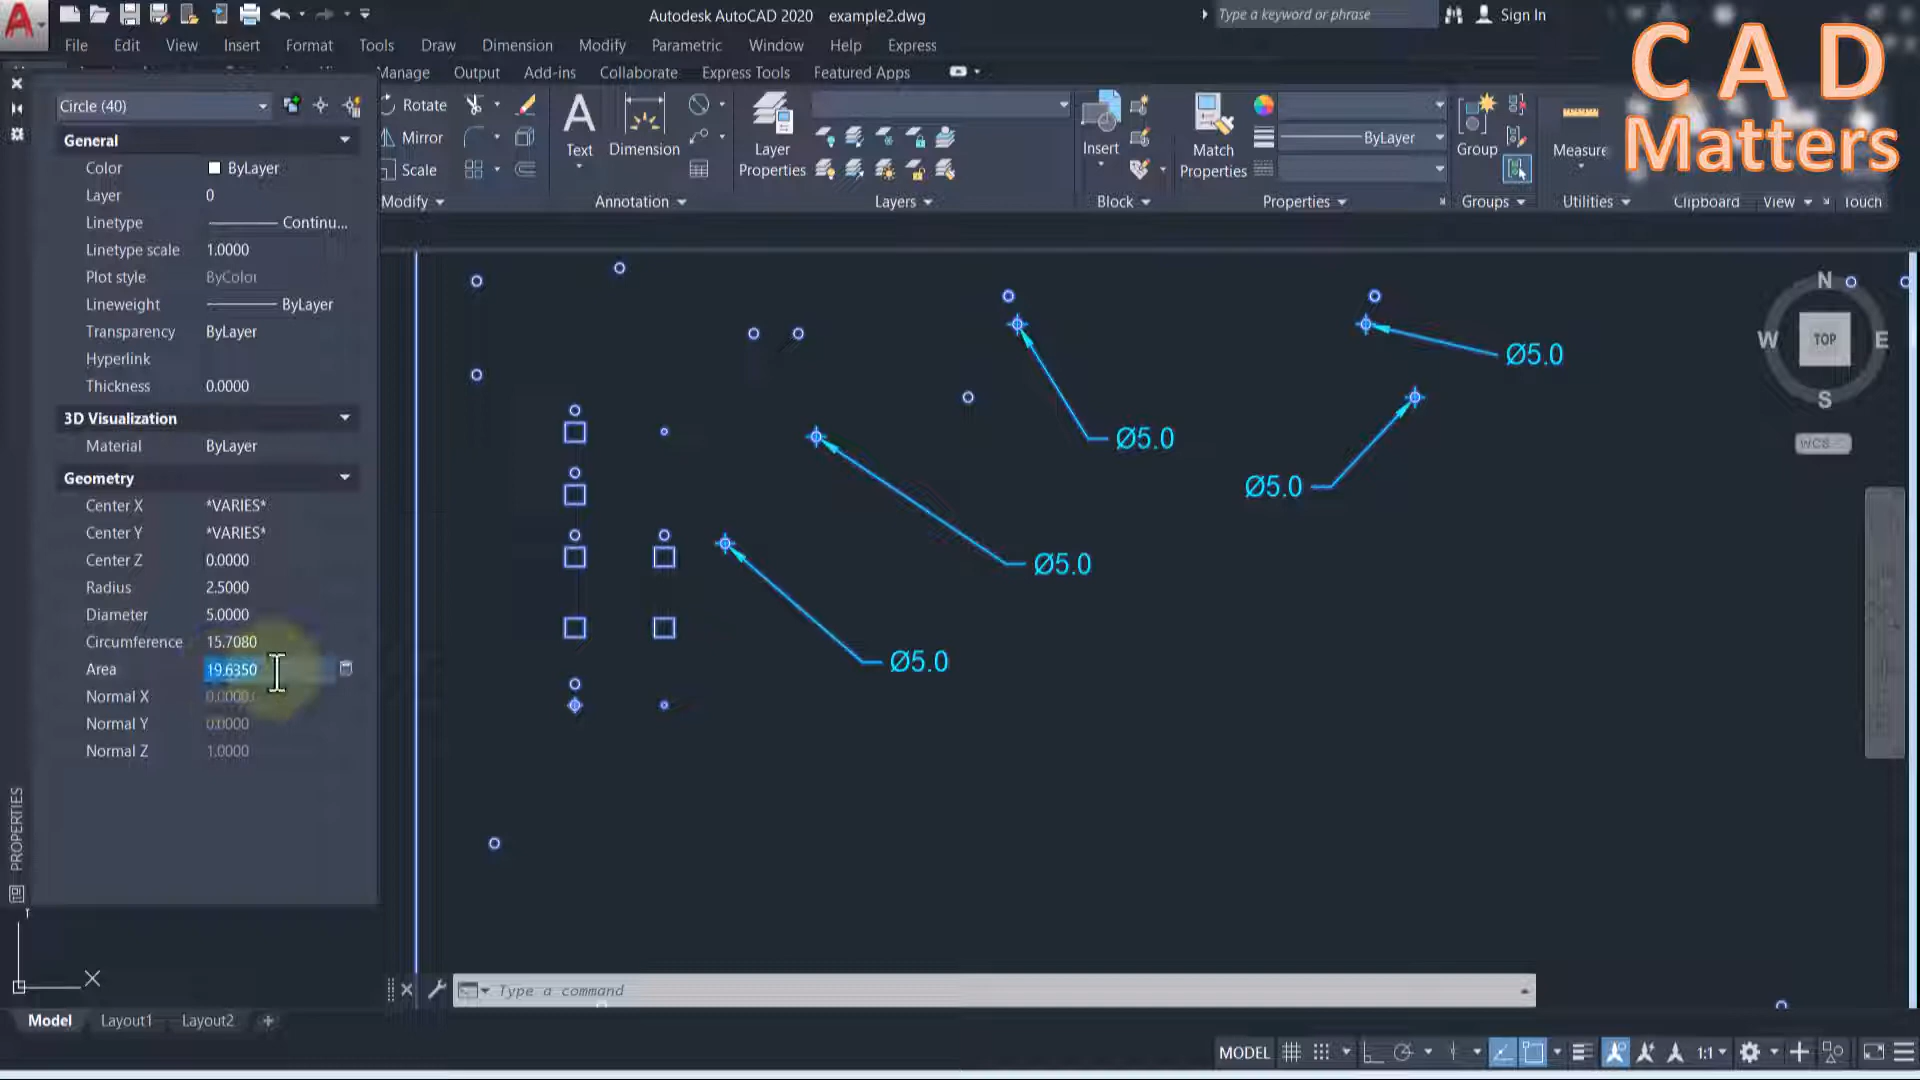 Autodesk AutoCAD 2020 example2.dwg
Type a keyword or phrase
Sign In
File Edit View Insert Format Tools Draw Dimension Modify Parametric Window Help Express
Manage Output Add-ins Collaborate Express Tools Featured Apps
CAD
Matters
Circle (40)
Rotate
Mirror
Scale
Text
Dimension
Layer
Properties
Insert
Match
Properties
ByLayer
Group
Measure
Modify Annotation Layers Block Properties Groups Utilities Clipboard View Touch
General
Color ByLayer
Layer 0
Linetype Continu...
Linetype scale 1.0000
Plot style ByColor
Lineweight ByLayer
Transparency ByLayer
Hyperlink
Thickness 0.0000
3D Visualization
Material ByLayer
Geometry
Center X *VARIES*
Center Y *VARIES*
Center Z 0.0000
Radius 2.5000
Diameter 5.0000
Circumference 15.7080
Area 19.6350
Normal X 0.0000
Normal Y 0.0000
Normal Z 1.0000
PROPERTIES
N
W TOP E
S
WCS
Ø5.0
Ø5.0
Ø5.0
Ø5.0
Ø5.0
X
Type a command
Model Layout1 Layout2 +
MODEL 1:1